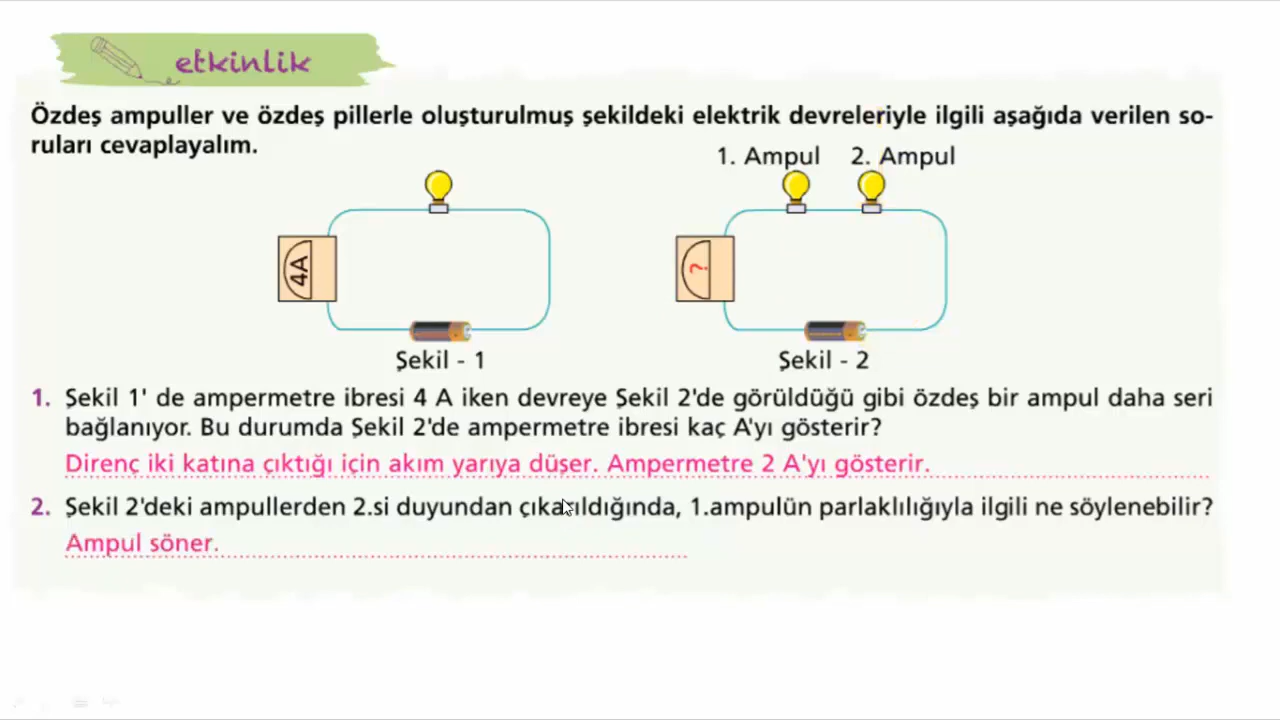 etkinlik
Özdeş ampuller ve özdeş pillerle oluşturulmuş şekildeki elektrik devreleriyle ilgili aşağıda verilen so-
ruları cevaplayalım.
1. Ampul 2. Ampul
4A
?
Şekil - 1
Şekil - 2
1. Şekil 1' de ampermetre ibresi 4 A iken devreye Şekil 2'de görüldüğü gibi özdeş bir ampul daha seri
bağlanıyor. Bu durumda Şekil 2'de ampermetre ibresi kaç A'yı gösterir?
Direnç iki katına çıktığı için akım yarıya düşer. Ampermetre 2 A'yı gösterir.
2. Şekil 2'deki ampullerden 2.si duyundan çıkarıldığında, 1.ampulün parlaklılığıyla ilgili ne söylenebilir?
Ampul söner.